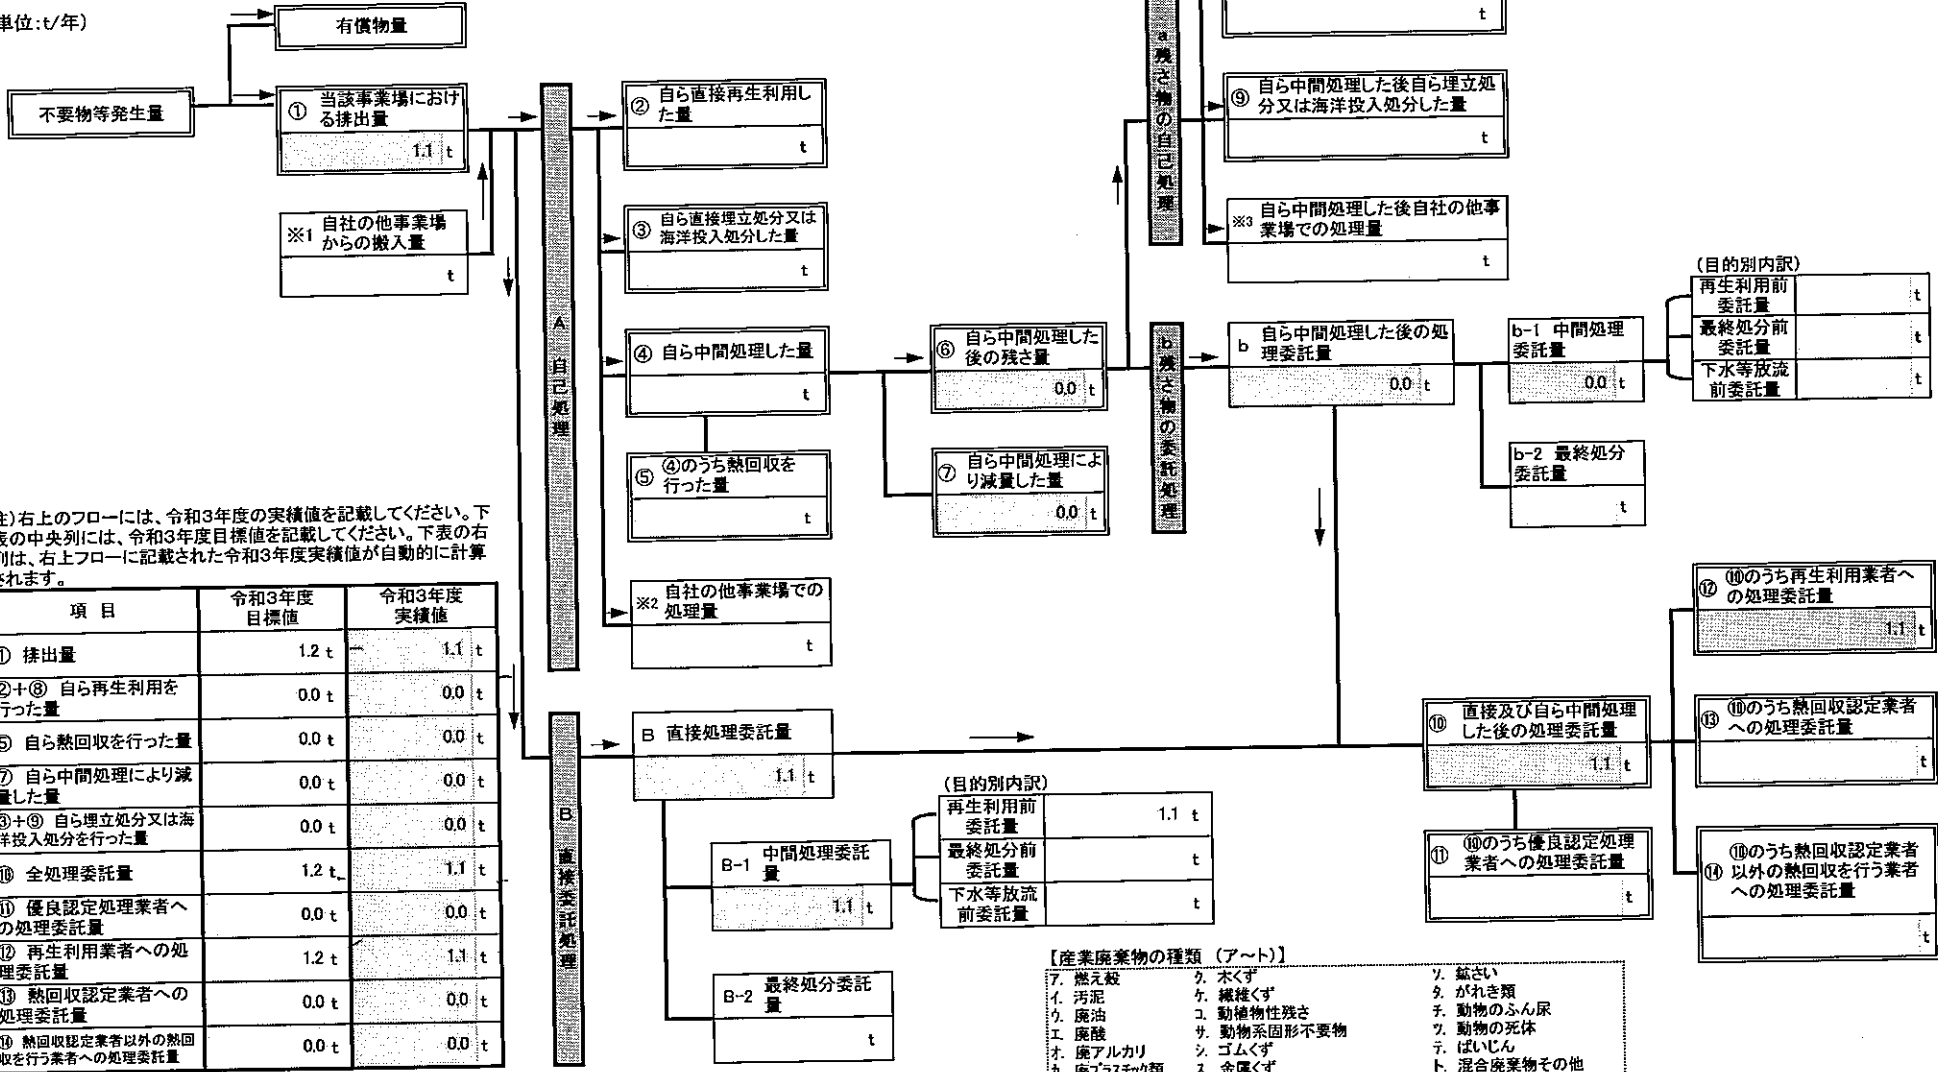 単位:t/年)
有償物量
不要物等発生量
① 当該事業場におけ
る排出量
1.1 t
※1 自社の他事業場
からの搬入量
t
A 自己処理
② 自ら直接再生利用し
た量
t
③ 自ら直接埋立処分又は
海洋投入処分した量
t
④ 自ら中間処理した量
t
⑤ ④のうち熱回収を
行った量
t
※2 自社の他事業場での
処理量
t
⑥ 自ら中間処理した
後の残さ量
0.0 t
⑦ 自ら中間処理によ
り減量した量
0.0 t
a 残さ物の自己処理
t
⑨ 自ら中間処理した後自ら埋立処
分又は海洋投入処分した量
t
※3 自ら中間処理した後自社の他事
業場での処理量
t
b 残さ物の委託処理
b 自ら中間処理した後の処
理委託量
0.0 t
b-1 中間処理
委託量
0.0 t
(目的別内訳)
再生利用前
委託量 t
最終処分前
委託量 t
下水等放流
前委託量 t
b-2 最終処分
委託量
t
注)右上のフローには、令和3年度の実績値を記載してください。下
表の中央列には、令和3年度目標値を記載してください。下表の右
列は、右上フローに記載された令和3年度実績値が自動的に計算
されます。
項 目 令和3年度
目標値 令和3年度
実績値
① 排出量 1.2 t 1.1 t
②+⑧ 自ら再生利用を
行った量 0.0 t 0.0 t
⑤ 自ら熱回収を行った量 0.0 t 0.0 t
⑦ 自ら中間処理により減
量した量 0.0 t 0.0 t
③+⑨ 自ら埋立処分又は海
洋投入処分を行った量 0.0 t 0.0 t
⑩ 全処理委託量 1.2 t 1.1 t
⑪ 優良認定処理業者へ
の処理委託量 0.0 t 0.0 t
⑫ 再生利用業者への処
理委託量 1.2 t 1.1 t
⑬ 熱回収認定業者への
処理委託量 0.0 t 0.0 t
⑭ 熱回収認定業者以外の熱回
収を行う業者への処理委託量 0.0 t 0.0 t
B 直接委託処理
B 直接処理委託量
1.1 t
B-1 中間処理委託
量
1.1 t
(目的別内訳)
再生利用前
委託量 1.1 t
最終処分前
委託量 t
下水等放流
前委託量 t
B-2 最終処分委託
量
t
⑩ 直接及び自ら中間処理
した後の処理委託量
1.1 t
⑪ ⑩のうち優良認定処理
業者への処理委託量
t
⑫ ⑩のうち再生利用業者へ
の処理委託量
1.1 t
⑬ ⑩のうち熱回収認定業者
への処理委託量
t
⑭ ⑩のうち熱回収認定業者
以外の熱回収を行う業者
への処理委託量
t
【産業廃棄物の種類 (ア~ト)】
ア. 燃え殻 ク. 木くず ソ. 鉱さい
イ. 汚泥 ケ. 繊維くず タ. がれき類
ウ. 廃油 コ. 動植物性残さ チ. 動物のふん尿
エ. 廃酸 サ. 動物系固形不要物 ツ. 動物の死体
オ. 廃アルカリ シ. ゴムくず テ. ばいじん
カ. 廃プラスチック類 ス. 金属くず ト. 混合廃棄物その他